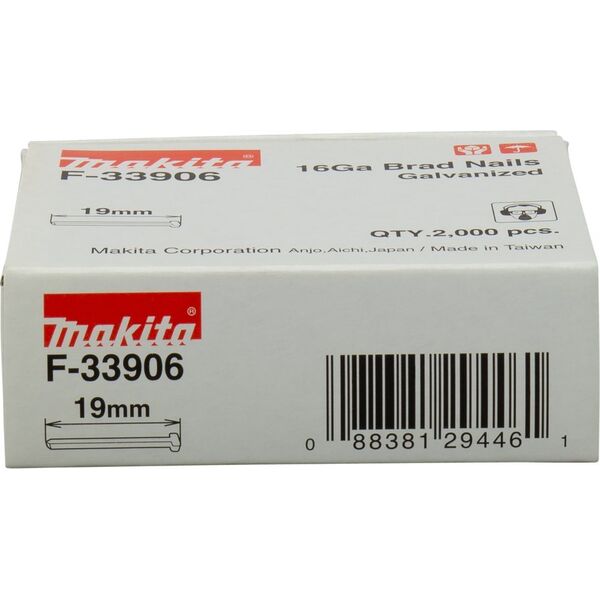 Makita®
F-33906
19mm
16Ga Brad Nails
Galvanized
QTY.2,000 pcs.
Makita Corporation Anjo,Aichi,Japan / Made in Taiwan
Makita®
F-33906
19mm
0 88381 29446 1